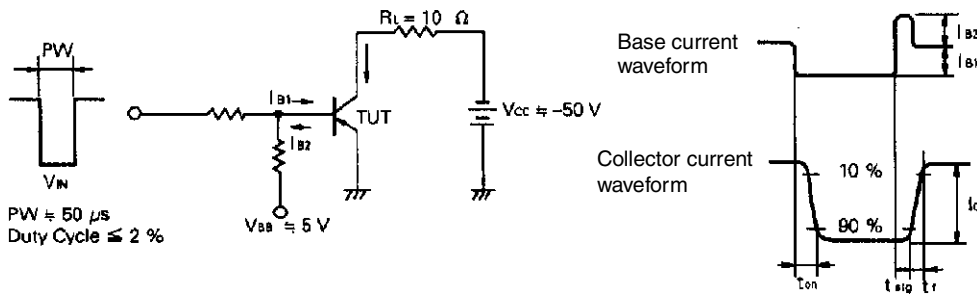 PW
VIN
PW ≒ 50 μs
Duty Cycle ≦ 2 %
IB1
IB2
VBB ≒ 5 V
TUT
RL = 10 Ω
VCC ≒ –50 V
Base current
waveform
IB2
IB1
Collector current
waveform
10 %
90 %
IC
ton
tstg
tf